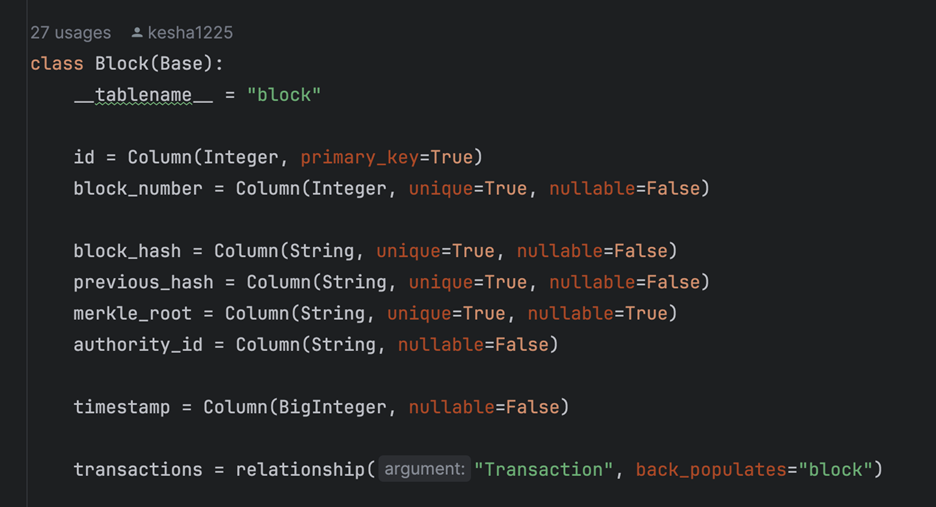 27 usages kesha1225
class Block(Base):
__tablename__ = "block"
id = Column(Integer, primary_key=True)
block_number = Column(Integer, unique=True, nullable=False)
block_hash = Column(String, unique=True, nullable=False)
previous_hash = Column(String, unique=True, nullable=False)
merkle_root = Column(String, unique=True, nullable=True)
authority_id = Column(String, nullable=False)
timestamp = Column(BigInteger, nullable=False)
transactions = relationship( argument: "Transaction", back_populates="block")